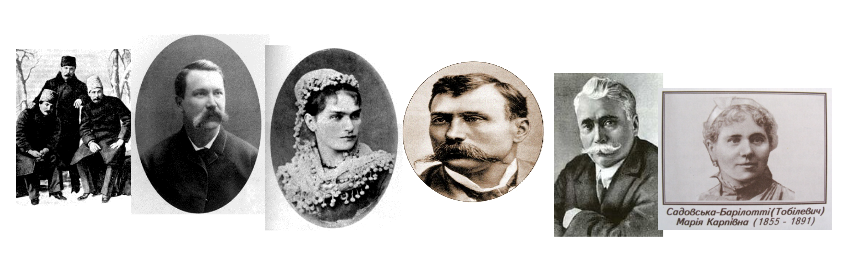 Садовська-Барілотті(Тобілевич)
Марія Карпівна (1855 - 1891)